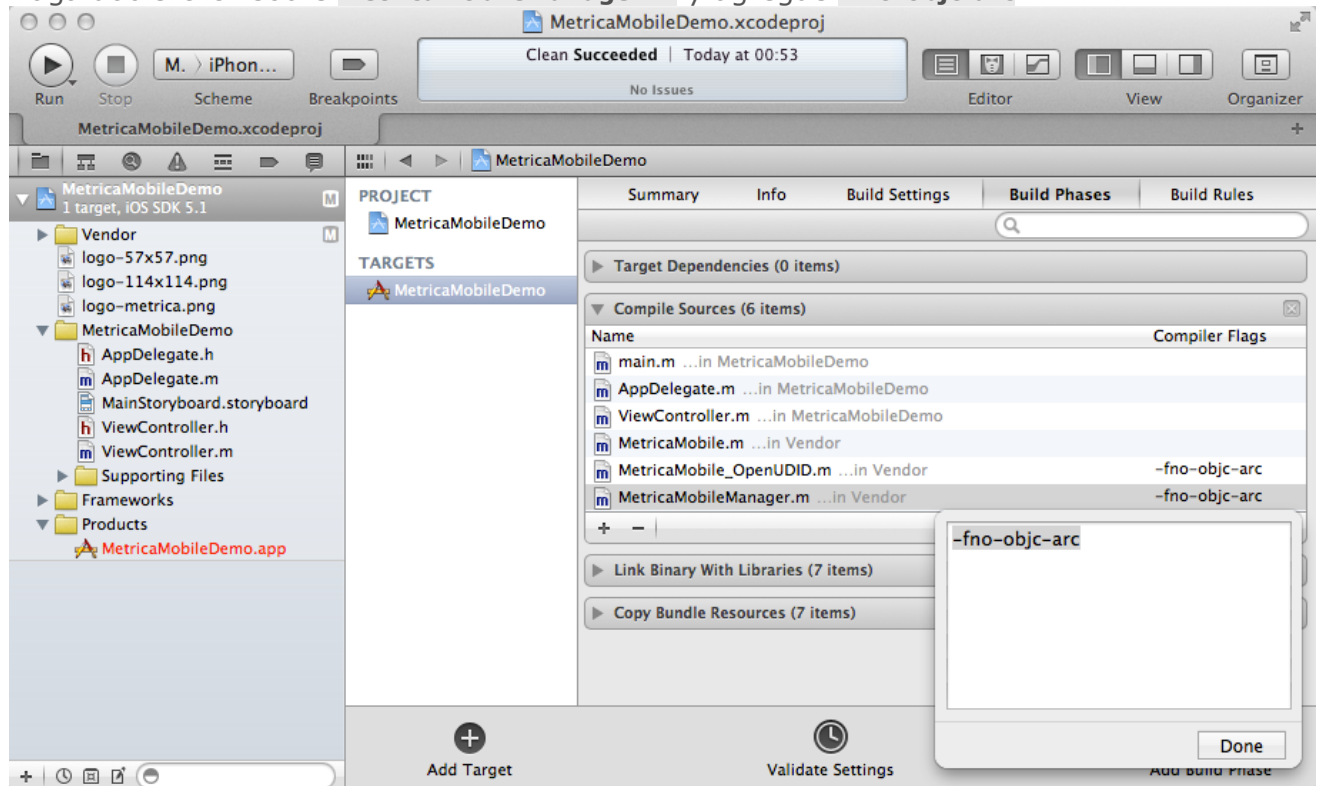 MetricaMobileDemo.xcodeproj
M. 〉iPhon...
Clean Succeeded | Today at 00:53
No Issues
Run Stop Scheme Breakpoints Editor View Organizer
MetricaMobileDemo.xcodeproj
MetricaMobileDemo
MetricaMobileDemo
1 target, iOS SDK 5.1
M
Vendor
M
logo-57x57.png
logo-114x114.png
logo-metrica.png
MetricaMobileDemo
h AppDelegate.h
m AppDelegate.m
MainStoryboard.storyboard
h ViewController.h
m ViewController.m
Supporting Files
Frameworks
Products
MetricaMobileDemo.app
PROJECT
MetricaMobileDemo
TARGETS
MetricaMobileDemo
Summary Info Build Settings Build Phases Build Rules
Target Dependencies (0 items)
Compile Sources (6 items)
Name Compiler Flags
m main.m ...in MetricaMobileDemo
m AppDelegate.m ...in MetricaMobileDemo
m ViewController.m ...in MetricaMobileDemo
m MetricaMobile.m ...in Vendor
m MetricaMobile_OpenUDID.m ...in Vendor -fno-objc-arc
m MetricaMobileManager.m ...in Vendor -fno-objc-arc
-fno-objc-arc
Link Binary With Libraries (7 items)
Copy Bundle Resources (7 items)
Done
Add Target Validate Settings Add Build Phase